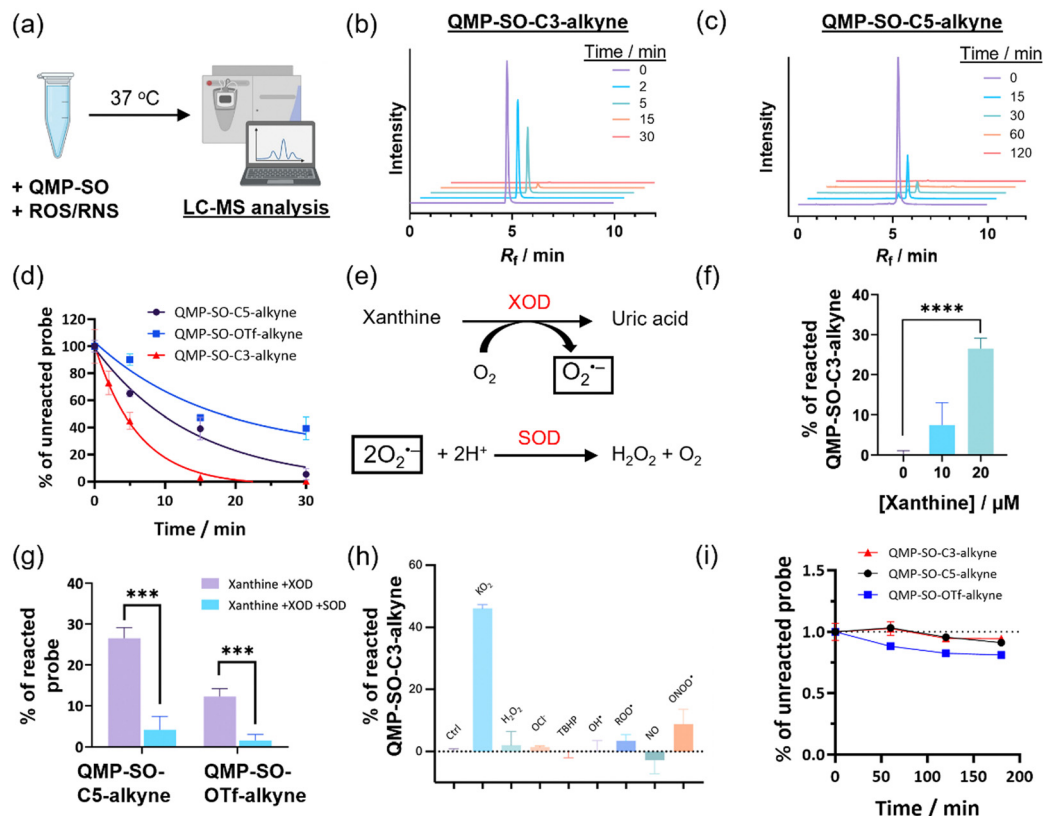 (a)
37 °C
+ QMP-SO
+ ROS/RNS
LC-MS analysis
(b)
QMP-SO-C3-alkyne
Time / min
0
2
5
15
30
Intensity
0
5
10
Rf / min
(c)
QMP-SO-C5-alkyne
Time / min
0
15
30
60
120
Intensity
0
5
10
Rf / min
(d)
QMP-SO-C5-alkyne
QMP-SO-OTf-alkyne
QMP-SO-C3-alkyne
% of unreacted probe
120
100
80
60
40
20
0
0
10
20
30
Time / min
(e)
XOD
Xanthine
Uric acid
O2
O2•−
SOD
2O2•− + 2H+
H2O2 + O2
(f)
% of reacted
QMP-SO-C3-alkyne
40
30
20
10
0
****
0
10
20
[Xanthine] / µM
(g)
% of reacted
probe
40
30
20
10
0
Xanthine +XOD
Xanthine +XOD +SOD
***
***
QMP-SO-
C5-alkyne
QMP-SO-
OTf-alkyne
(h)
% of reacted
QMP-SO-C3-alkyne
60
40
20
0
Ctrl
KO2
H2O2
OCl-
TBHP
OH•
ROO•
NO
ONOO•
(i)
QMP-SO-C3-alkyne
QMP-SO-C5-alkyne
QMP-SO-OTf-alkyne
% of unreacted probe
1.5
1.0
0.5
0
50
100
150
200
Time / min